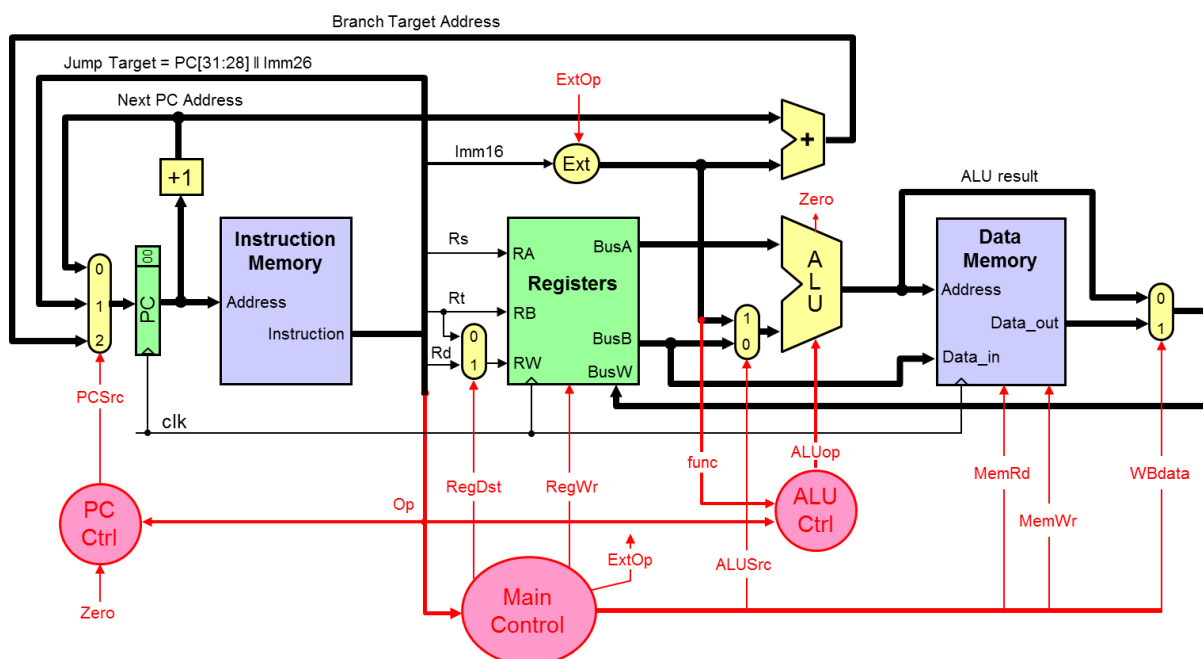 Branch Target Address
Jump Target = PC[31:28] ǁ Imm26
ExtOp
Next PC Address
Imm16
Ext
+
+1
ALU result
Zero
Instruction
Memory
Rs
RA
BusA
Registers
A
L
U
Data
Memory
0
1
2
PC
00
Address
Instruction
Rt
RB
Rd
0
1
RW
BusB
BusW
1
0
Address
Data_out
Data_in
0
1
PCSrc
clk
func
ALUop
RegDst
RegWr
MemRd
WBdata
PC
Ctrl
Op
ALU
Ctrl
MemWr
ExtOp
ALUSrc
Zero
Main
Control